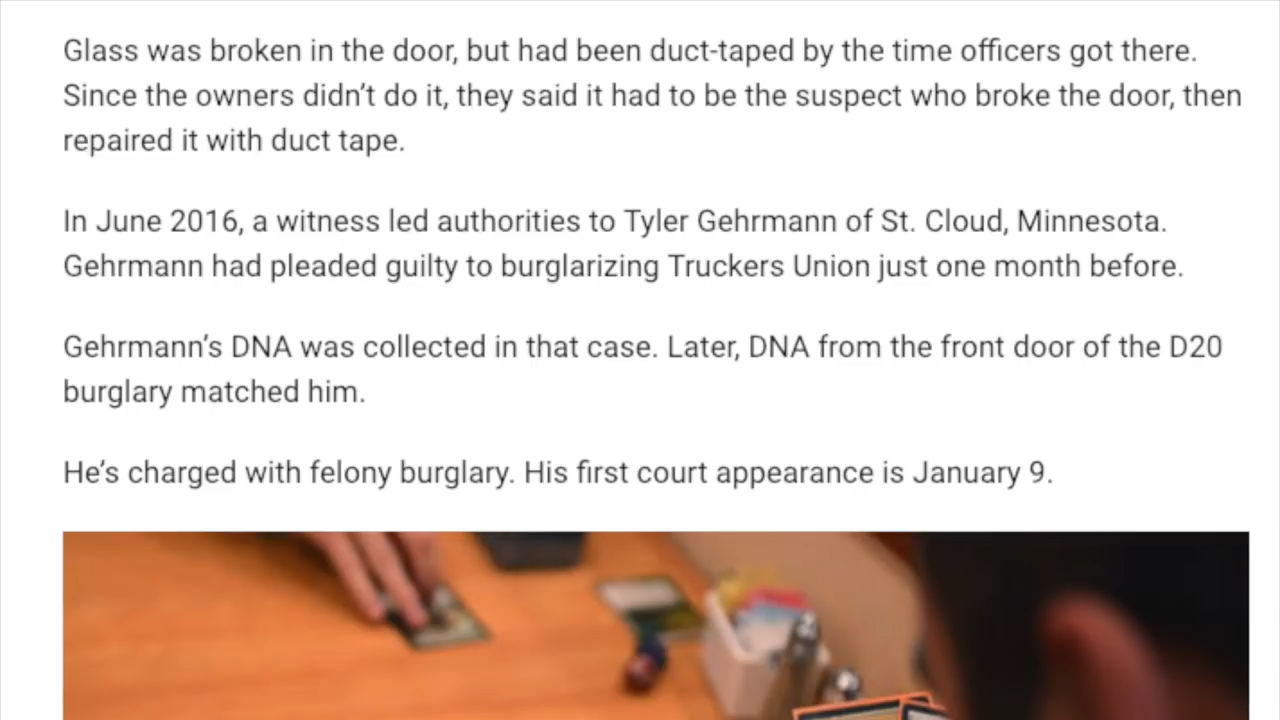 Glass was broken in the door, but had been duct-taped by the time officers got there.
Since the owners didn’t do it, they said it had to be the suspect who broke the door, then
repaired it with duct tape.
In June 2016, a witness led authorities to Tyler Gehrmann of St. Cloud, Minnesota.
Gehrmann had pleaded guilty to burglarizing Truckers Union just one month before.
Gehrmann’s DNA was collected in that case. Later, DNA from the front door of the D20
burglary matched him.
He’s charged with felony burglary. His first court appearance is January 9.